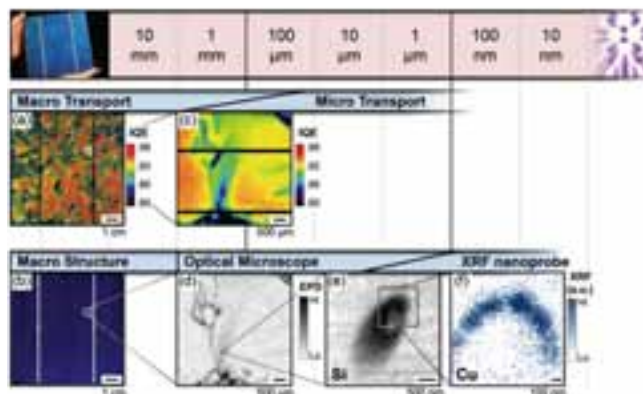 10 mm
1 mm
100 µm
10 µm
1 µm
100 nm
10 nm
Macro Transport
Micro Transport
(a)
IQE
1 cm
(c)
IQE
500 µm
Macro Structure
Optical Microscope
XRF nanoprobe
(b)
1 cm
(d)
500 µm
EPD
(e)
Si
500 nm
(f)
XRF
(a.u.)
Cu
100 nm